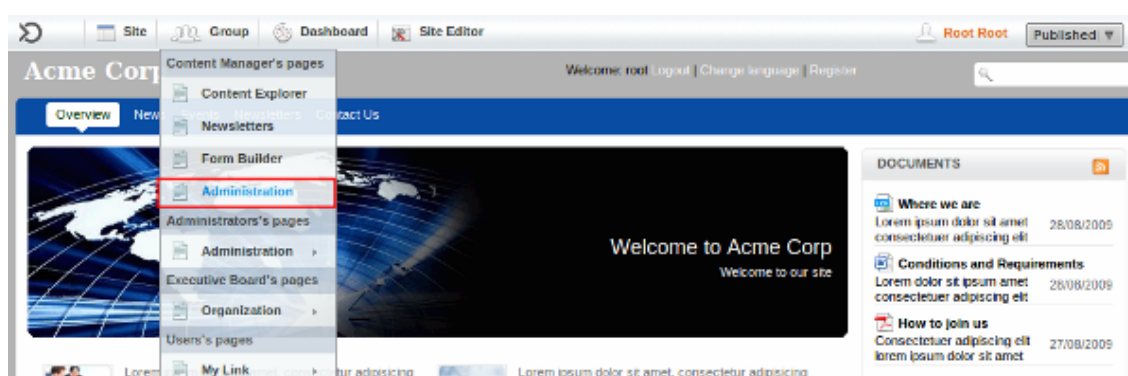 Site Group Dashboard Site Editor Root Root Published
Acme Corp
Welcome: root Logout | Change language | Register
Overview News Contact Us
Content Manager's pages
Content Explorer
Newsletters
Form Builder
Administration
Administrators's pages
Administration
Executive Board's pages
Organization
Users's pages
My Link
Welcome to Acme Corp
Welcome to our site
DOCUMENTS
Where we are
Lorem ipsum dolor sit amet
consectetuer adipiscing elit
28/08/2009
Conditions and Requirements
Lorem dolor sit ipsum amet
consectetuer adipiscing elit
28/08/2009
How to join us
Consectetuer adipiscing elit
lorem ipsum dolor sit amet
27/08/2009
Lorem adipiscing
Lorem ipsum dolor sit amet, consectetur adipisicing